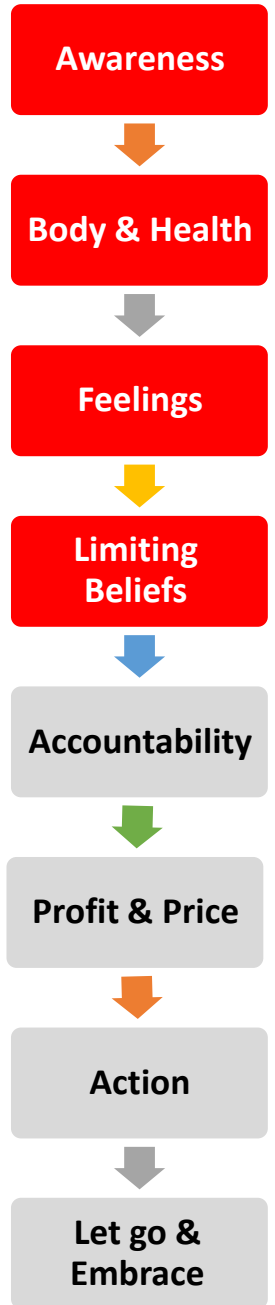 Awareness
Body & Health
Feelings
Limiting
Beliefs
Accountability
Profit & Price
Action
Let go &
Embrace